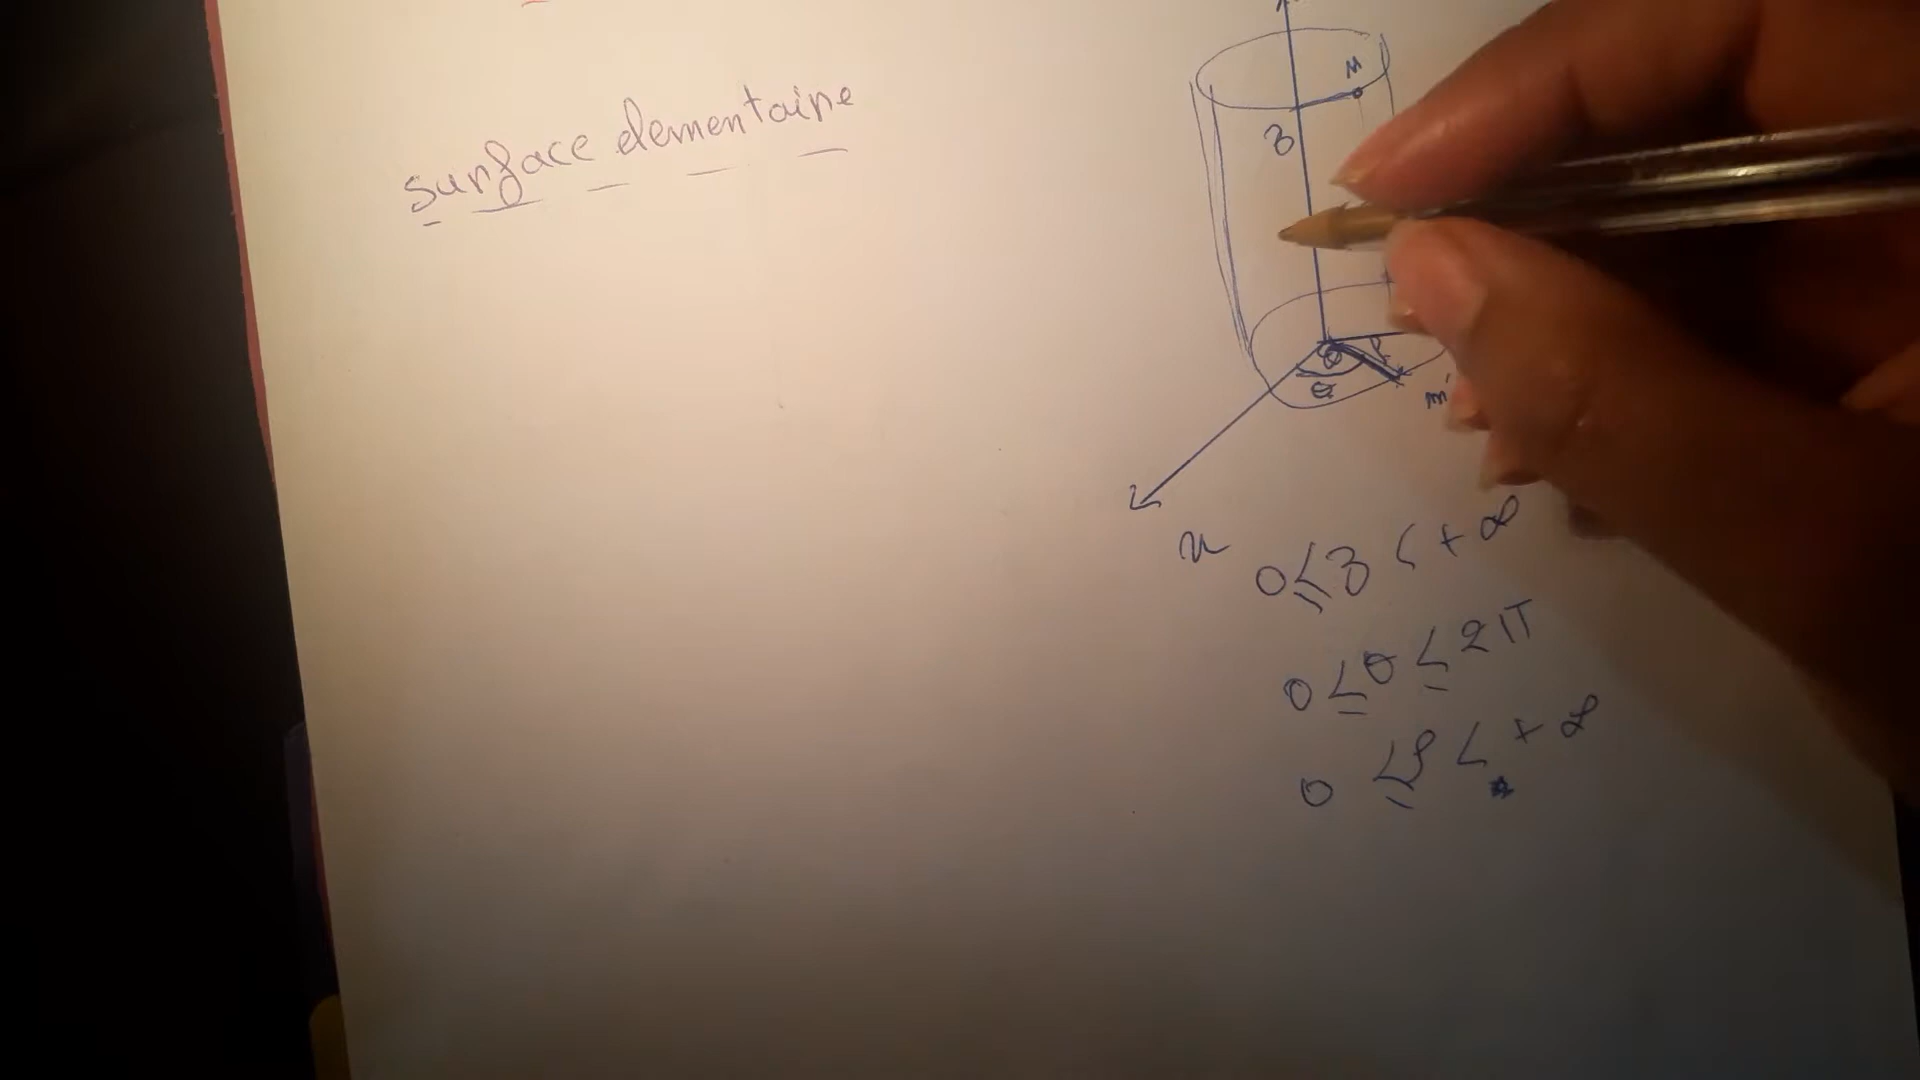 surface elementaire
M
z
θ
m'
x
0 ≤ z < + ∞
0 ≤ θ ≤ 2π
0 ≤ ρ < + ∞